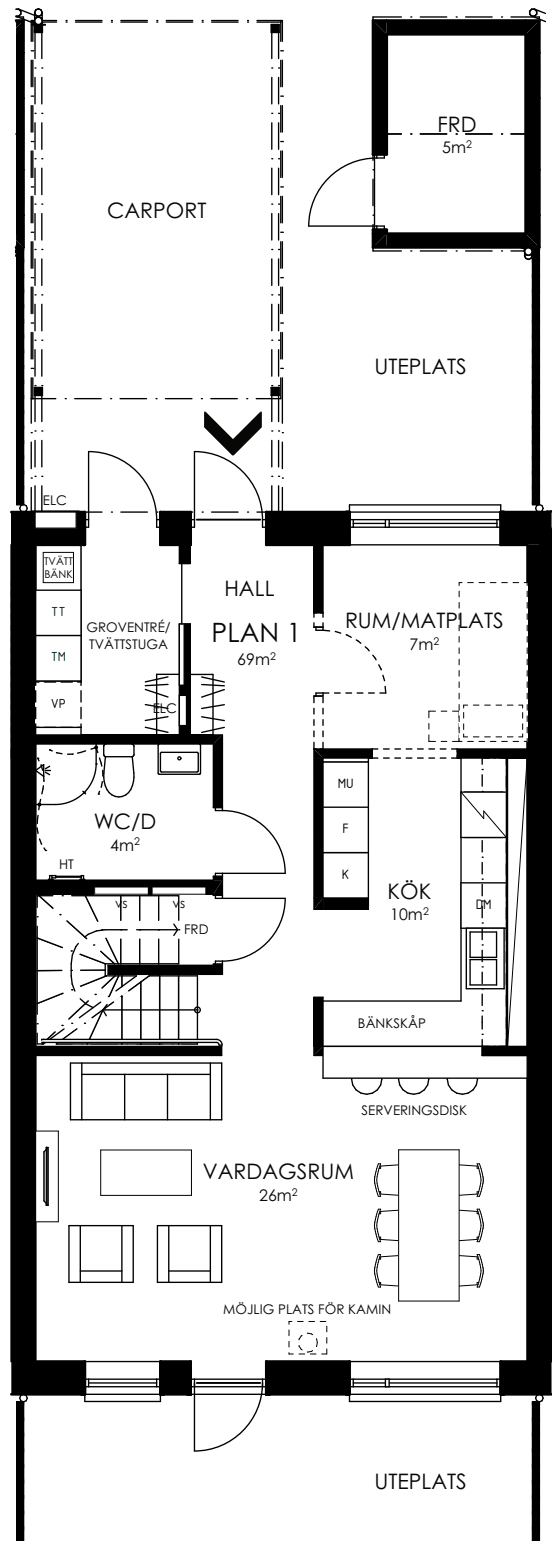 FRD
5m²
CARPORT
UTEPLATS
ELC
TVÄTT
BÄNK
TT
TM
VP
GROVENTRÉ/
TVÄTTSTUGA
ELC
HALL
PLAN 1
69m²
RUM/MATPLATS
7m²
WC/D
4m²
HT
MU
F
K
KÖK
10m²
DM
VS
VS
FRD
BÄNKSKÅP
SERVERINGSDISK
VARDAGSRUM
26m²
MÖJLIG PLATS FÖR KAMIN
UTEPLATS